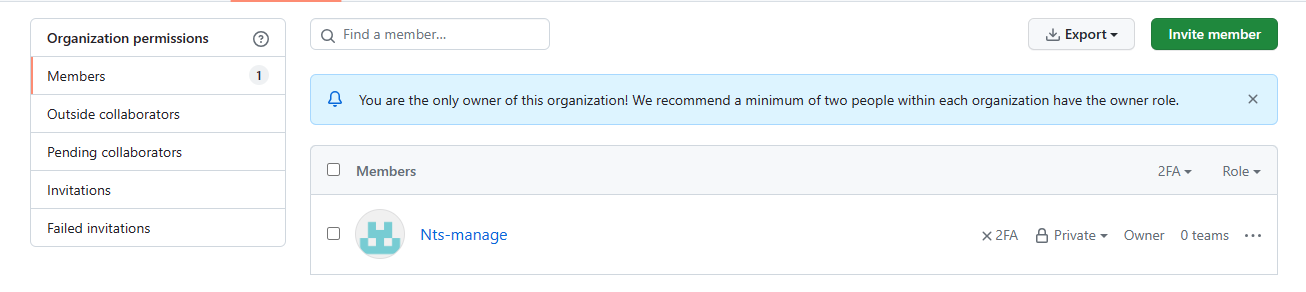 Organization permissions
Members 1
Outside collaborators
Pending collaborators
Invitations
Failed invitations
Find a member...
Export
Invite member
You are the only owner of this organization! We recommend a minimum of two people within each organization have the owner role.
Members 2FA Role
Nts-manage 2FA Private Owner 0 teams